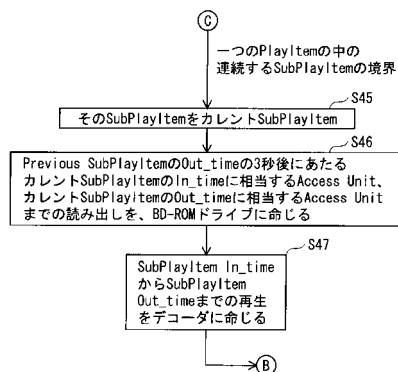 C
一つのPlayItemの中の
連続するSubPlayItemの境界
S45
そのSubPlayItemをカレントSubPlayItem
S46
Previous SubPlayItemのOut_timeの3秒後にあたる
カレントSubPlayItemのIn_timeに相当するAccess Unit、
カレントSubPlayItemのOut_timeに相当するAccess Unit
までの読み出しを、BD-ROMドライブに命じる
S47
SubPlayItem In_time
からSubPlayItem
Out_timeまでの再生
をデコーダに命じる
B